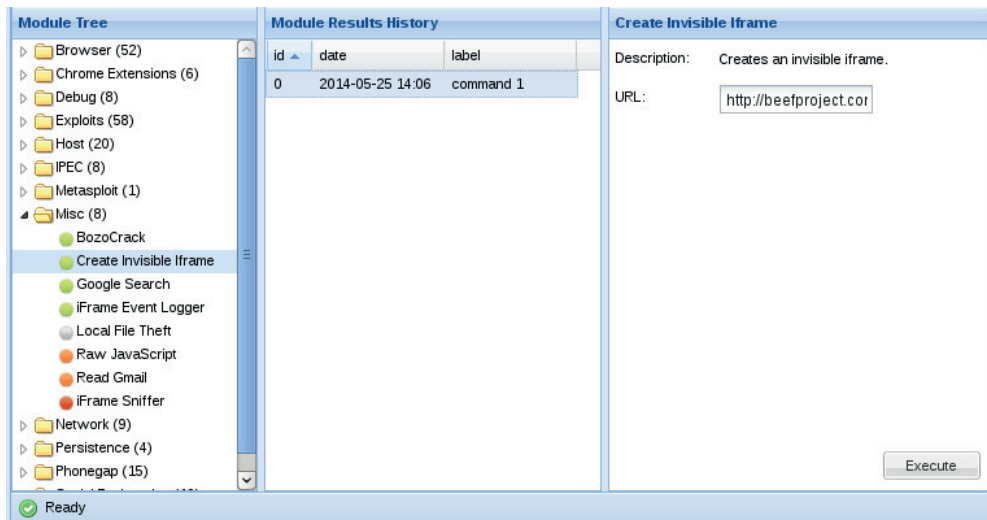 Module Tree
Browser (52)
Chrome Extensions (6)
Debug (8)
Exploits (58)
Host (20)
IPEC (8)
Metasploit (1)
Misc (8)
BozoCrack
Create Invisible Iframe
Google Search
iFrame Event Logger
Local File Theft
Raw JavaScript
Read Gmail
iFrame Sniffer
Network (9)
Persistence (4)
Phonegap (15)
Module Results History
id date label
0 2014-05-25 14:06 command 1
Create Invisible Iframe
Description: Creates an invisible iframe.
URL: http://beefproject.cor
Execute
Ready